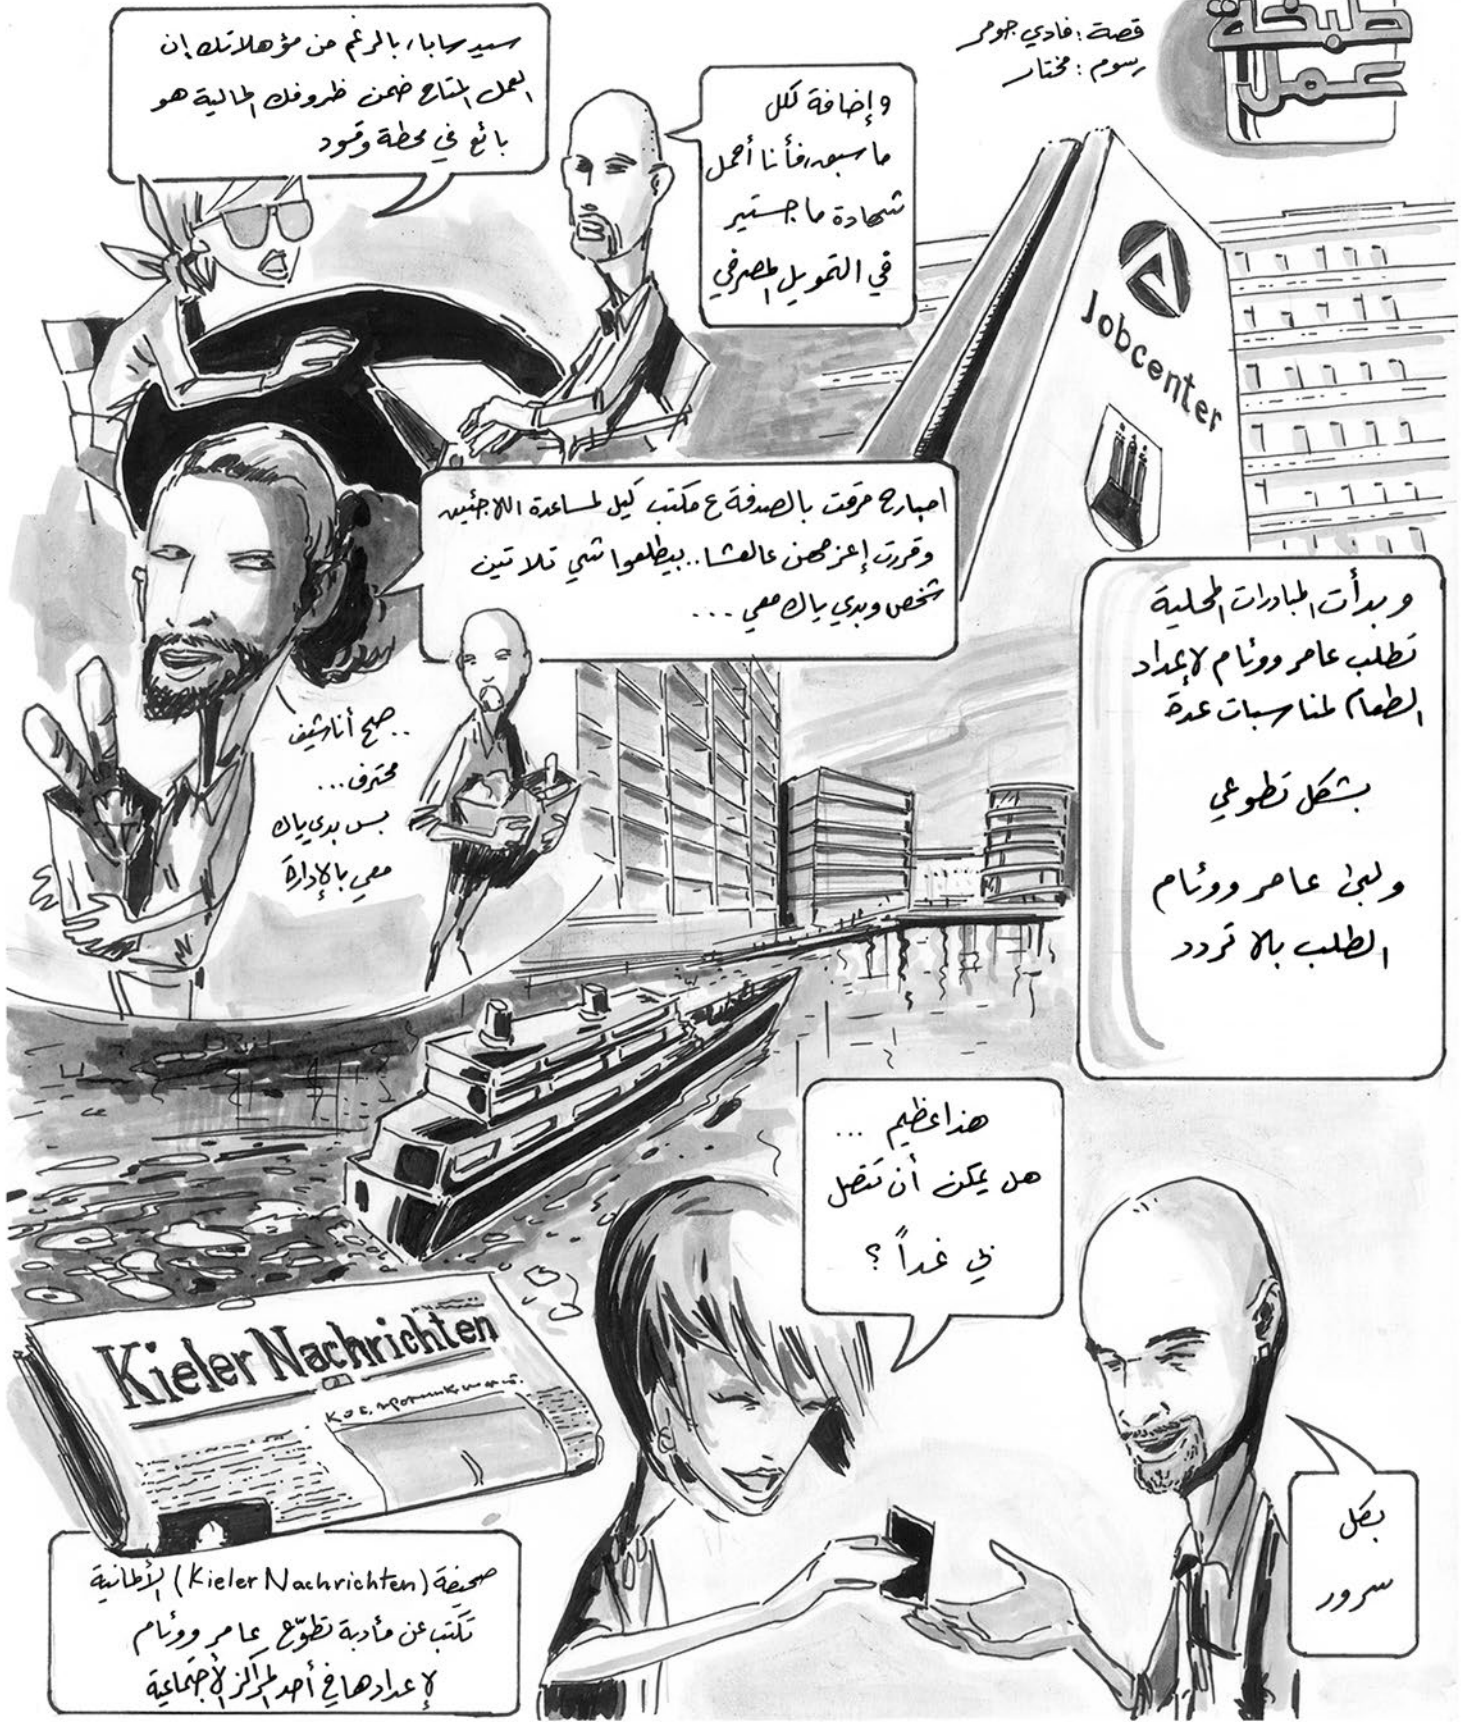 طبخة
عمل
قصة : فادي جومر
رسوم : مختار
وإضافة لكل
ما سبق، فأنا أحمل
شهادة ماجستير
في التمويل المصرفي
سيد سابا، بالرغم من مؤهلاتك إن
العمل المتاح ضمن ظروفك المالية هو
بائع في محطة وقود
Jobcenter
امبارح مرقت بالصدفة ع مكتب كيل لمساعدة اللاجئين
وقررت إعزمهن عالعشا.. بيطلعوا شي تلاتين
شخص وبدي ياك معي ...
.. صح أنا شيف
محترف ...
بس بدي ياك
معي بالإدارة
وبدأت المبادرات المحلية
تطلب عامر ووئام لإعداد
الطعام لمناسبات عدة
بشكل تطوعي
ولبى عامر ووئام
الطلب بلا تردد
هذا عظيم ...
هل يمكن أن تتصل
بي غداً ؟
بكل
سرور
Kieler Nachrichten
صحيفة (Kieler Nachrichten) الألمانية
تكتب عن مأدبة تطوّع عامر ووئام
لإعدادها في أحد المراكز الأجتماعية